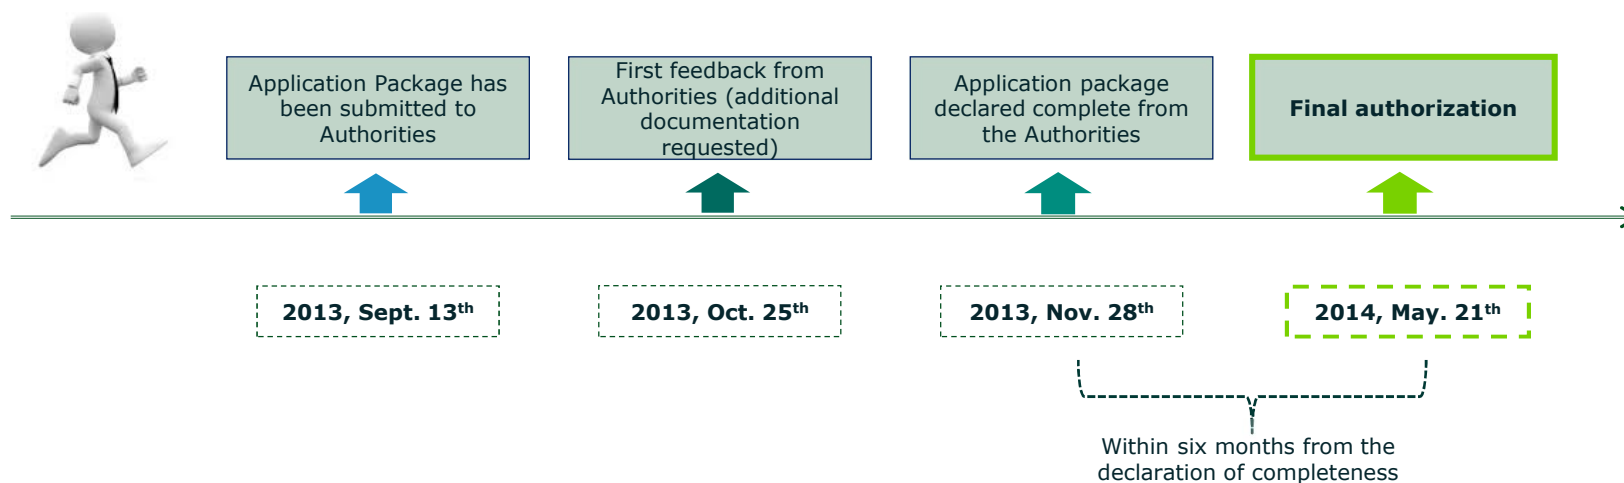 Application Package has
been submitted to
Authorities
First feedback from
Authorities (additional
documentation
requested)
Application package
declared complete from
the Authorities
Final authorization
2013, Sept. 13th
2013, Oct. 25th
2013, Nov. 28th
2014, May. 21th
Within six months from the
declaration of completeness